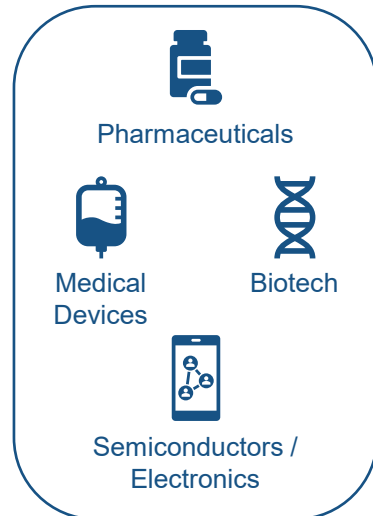 Pharmaceuticals
Medical
Devices
Biotech
Semiconductors /
Electronics